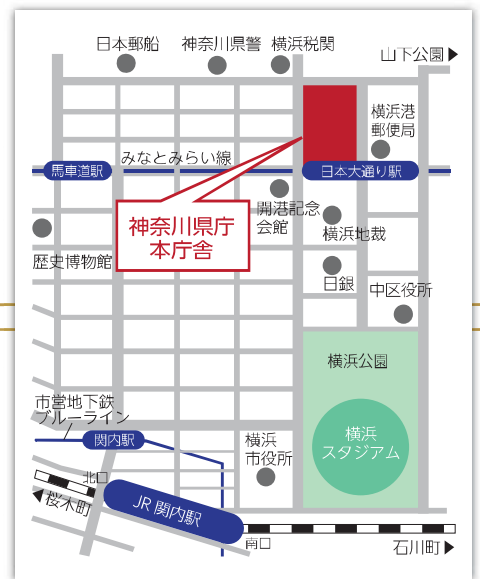 日本郵船
神奈川県警
横浜税関
山下公園▶
横浜港
郵便局
みなとみらい線
馬車道駅
日本大通り駅
開港記念
会館
神奈川県庁
本庁舎
横浜地裁
歴史博物館
日銀
中区役所
横浜公園
市営地下鉄
ブルーライン
関内駅
横浜
市役所
横浜
スタジアム
北口
◀桜木町
JR 関内駅
南口
石川町▶